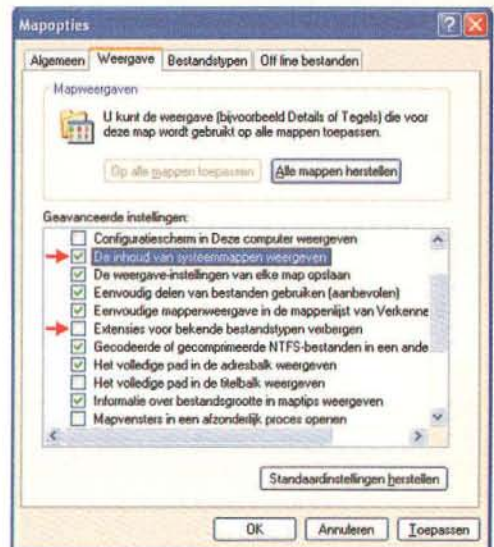 Mapopties
Algemeen Weergave Bestandstypen Off line bestanden
Mapweergaven
U kunt de weergave (bijvoorbeeld Details of Tegels) die voor
deze map wordt gebruikt op alle mappen toepassen.
Op alle mappen toepassen Alle mappen herstellen
Geavanceerde instellingen:
Configuratiescherm in Deze computer weergeven
De inhoud van systeemmappen weergeven
De weergave-instellingen van elke map opslaan
Eenvoudig delen van bestanden gebruiken (aanbevolen)
Eenvoudige mappenweergave in de mappenlijst van Verkenne
Extensies voor bekende bestandstypen verbergen
Gecodeerde of gecomprimeerde NTFS-bestanden in een ande
Het volledige pad in de adresbalk weergeven
Het volledige pad in de titelbalk weergeven
Informatie over bestandsgrootte in maptips weergeven
Mapvensters in een afzonderlijk proces openen
Standaardinstellingen herstellen
OK Annuleren Toepassen